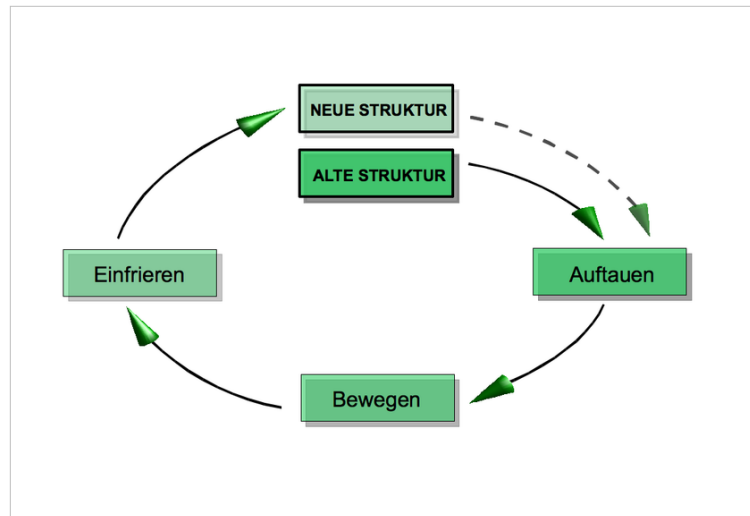 NEUE STRUKTUR
ALTE STRUKTUR
Einfrieren
Auftauen
Bewegen